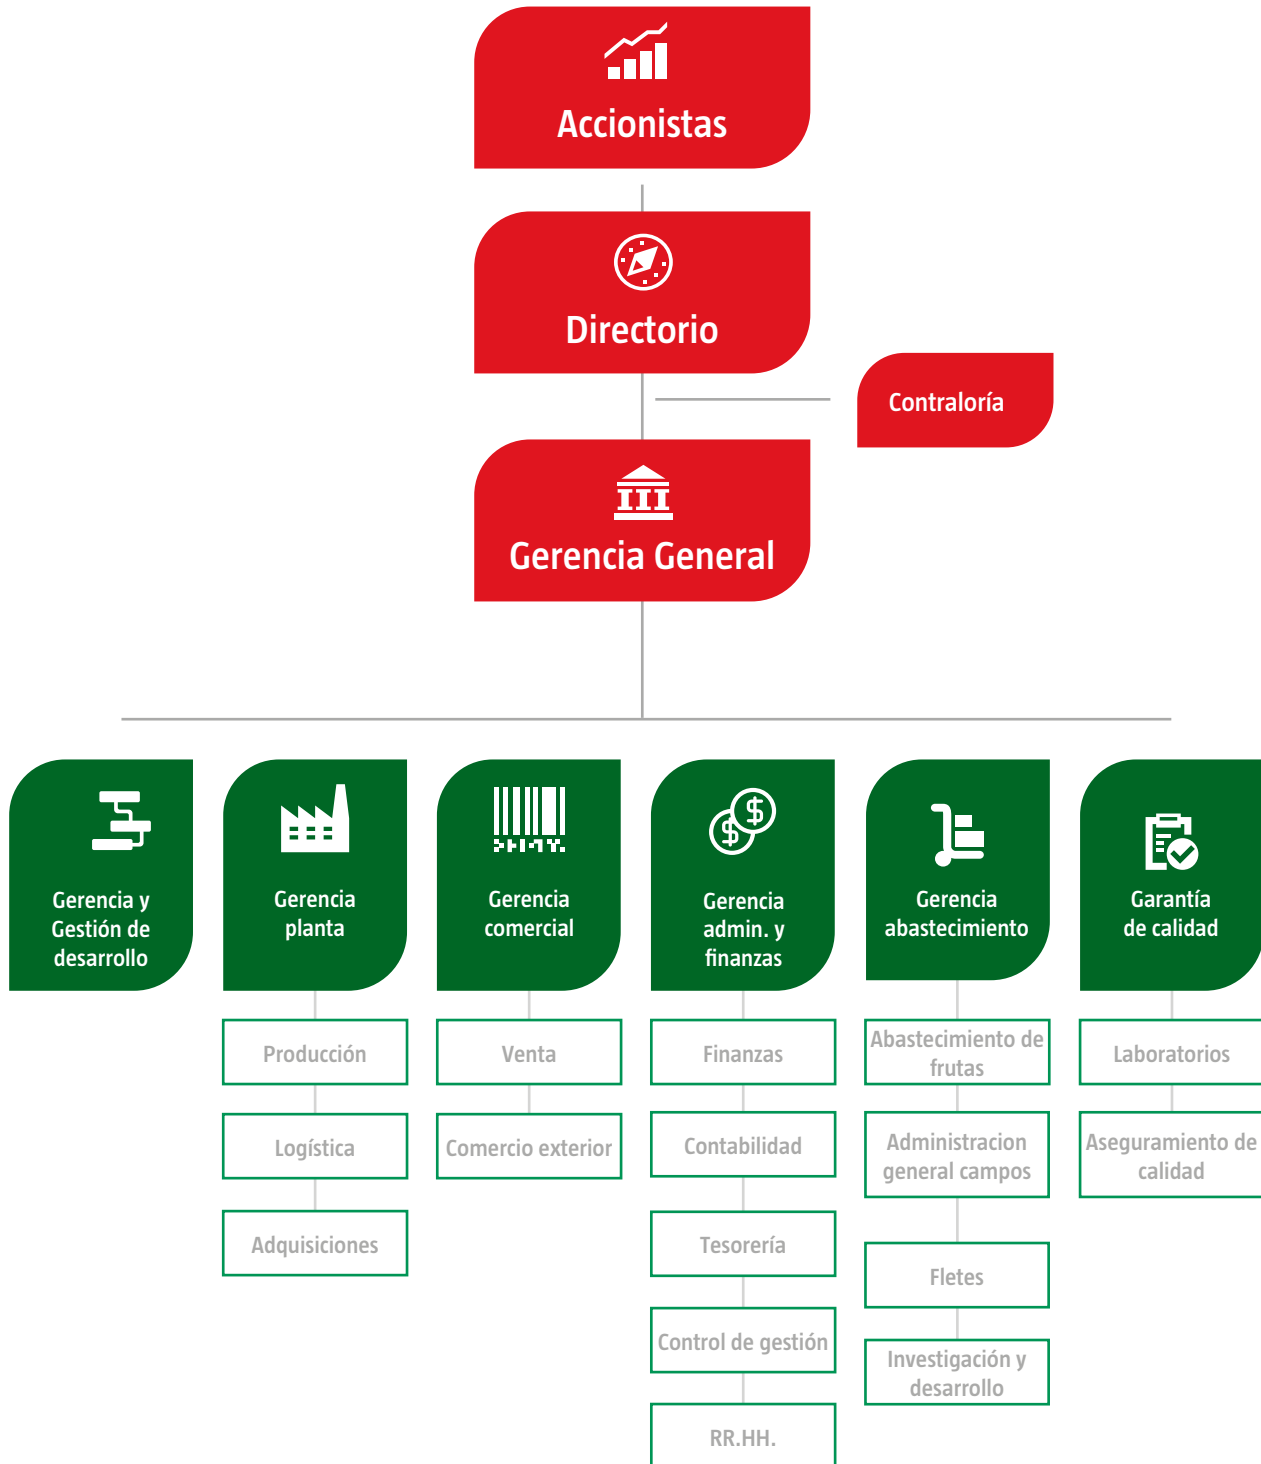 Accionistas
Directorio
Contraloría
Gerencia General
Gerencia y
Gestión de
desarrollo
Gerencia
planta
Gerencia
comercial
Gerencia
admin. y
finanzas
Gerencia
abastecimiento
Garantía
de calidad
Producción
Logística
Adquisiciones
Venta
Comercio exterior
Finanzas
Contabilidad
Tesorería
Control de gestión
RR.HH.
Abastecimiento de
frutas
Administracion
general campos
Fletes
Investigación y
desarrollo
Laboratorios
Aseguramiento de
calidad